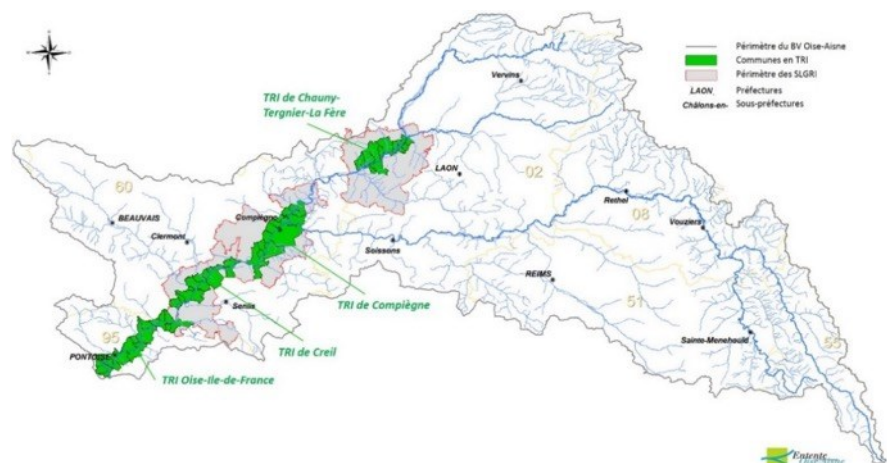 Périmètre du BV Oise-Aisne
Communes en TRI
Périmètre des SLGRI
LAON Préfectures
Châlons-en- Sous-préfectures
Vervins
TRI de Chauny-
Tergnier-La Fère
LAON
02
60
BEAUVAIS
Clermont
Compiègne
Soissons
Rethel
08
Vouziers
REIMS
51
Senlis
TRI de Compiègne
Sainte-Menehould
55
95
PONTOISE
TRI de Creil
TRI Oise-Ile-de-France
Entente
Oise-Aisne